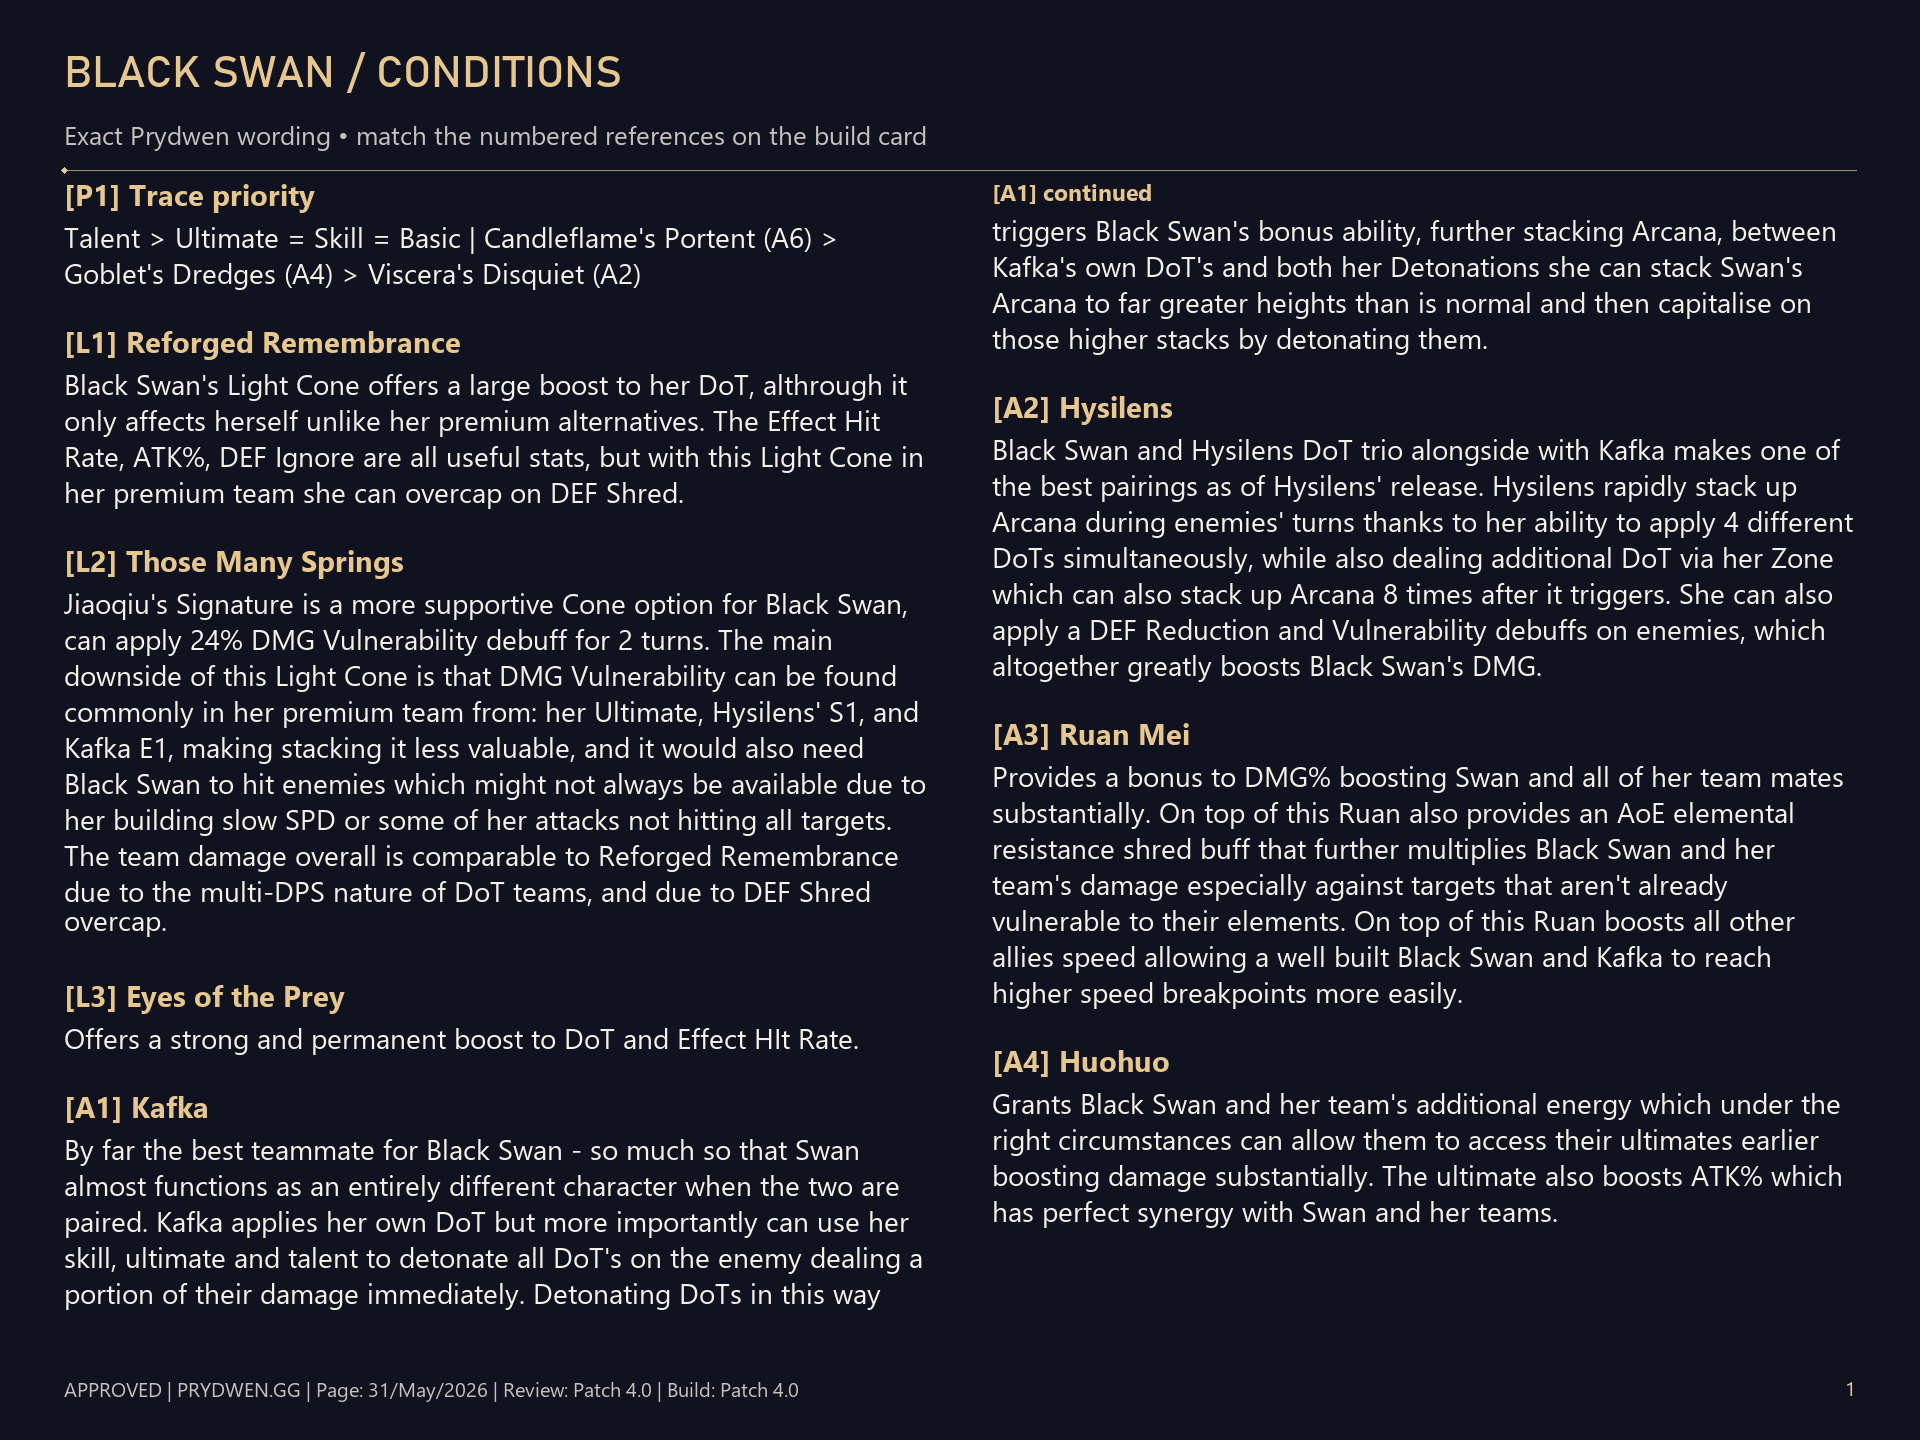 BLACK SWAN / CONDITIONS
Exact Prydwen wording • match the numbered references on the build card
[P1] Trace priority
Talent > Ultimate = Skill = Basic | Candleflame's Portent (A6) >
Goblet's Dredges (A4) > Viscera's Disquiet (A2)
[L1] Reforged Remembrance
Black Swan's Light Cone offers a large boost to her DoT, although it
only affects herself unlike her premium alternatives. The Effect Hit
Rate, ATK%, DEF Ignore are all useful stats, but with this Light Cone in
her premium team she can overcap on DEF Shred.
[L2] Those Many Springs
Jiaoqiu's Signature is a more supportive Cone option for Black Swan,
can apply 24% DMG Vulnerability debuff for 2 turns. The main
downside of this Light Cone is that DMG Vulnerability can be found
commonly in her premium team from: her Ultimate, Hysilens' S1, and
Kafka E1, making stacking it less valuable, and it would also need
Black Swan to hit enemies which might not always be available due to
her building slow SPD or some of her attacks not hitting all targets.
The team damage overall is comparable to Reforged Remembrance
due to the multi-DPS nature of DoT teams, and due to DEF Shred
overcap.
[L3] Eyes of the Prey
Offers a strong and permanent boost to DoT and Effect HIt Rate.
[A1] Kafka
By far the best teammate for Black Swan - so much so that Swan
almost functions as an entirely different character when the two are
paired. Kafka applies her own DoT but more importantly can use her
skill, ultimate and talent to detonate all DoT's on the enemy dealing a
portion of their damage immediately. Detonating DoTs in this way
[A1] continued
triggers Black Swan's bonus ability, further stacking Arcana, between
Kafka's own DoT's and both her Detonations she can stack Swan's
Arcana to far greater heights than is normal and then capitalise on
those higher stacks by detonating them.
[A2] Hysilens
Black Swan and Hysilens DoT trio alongside with Kafka makes one of
the best pairings as of Hysilens' release. Hysilens rapidly stack up
Arcana during enemies' turns thanks to her ability to apply 4 different
DoTs simultaneously, while also dealing additional DoT via her Zone
which can also stack up Arcana 8 times after it triggers. She can also
apply a DEF Reduction and Vulnerability debuffs on enemies, which
altogether greatly boosts Black Swan's DMG.
[A3] Ruan Mei
Provides a bonus to DMG% boosting Swan and all of her team mates
substantially. On top of this Ruan also provides an AoE elemental
resistance shred buff that further multiplies Black Swan and her
team's damage especially against targets that aren't already
vulnerable to their elements. On top of this Ruan boosts all other
allies speed allowing a well built Black Swan and Kafka to reach
higher speed breakpoints more easily.
[A4] Huohuo
Grants Black Swan and her team's additional energy which under the
right circumstances can allow them to access their ultimates earlier
boosting damage substantially. The ultimate also boosts ATK% which
has perfect synergy with Swan and her teams.
APPROVED | PRYDWEN.GG | Page: 31/May/2026 | Review: Patch 4.0 | Build: Patch 4.0
1